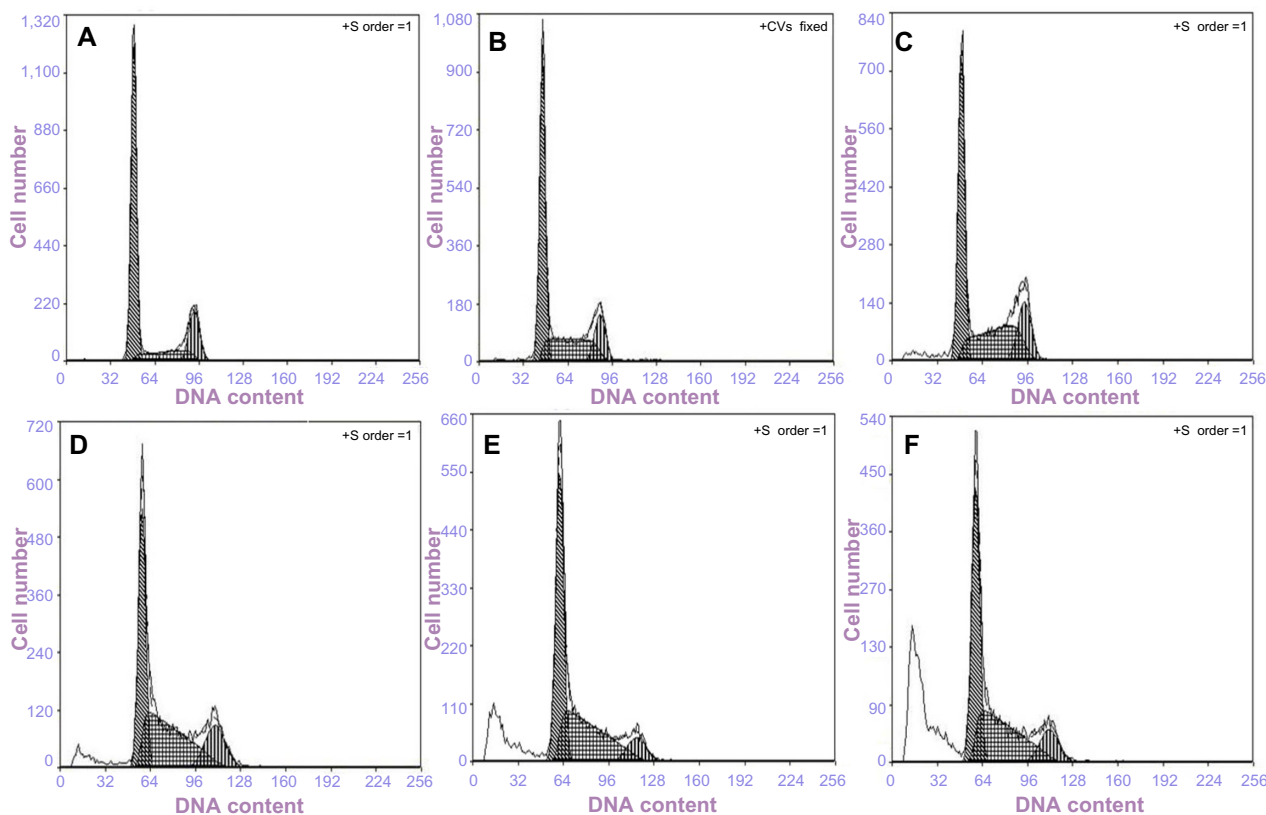 A
+S order =1
Cell number
1,320
1,100
880
660
440
220
0
0 32 64 96 128 160 192 224 256
DNA content
B
+CVs fixed
Cell number
1,080
900
720
540
360
180
0
0 32 64 96 128 160 192 224 256
DNA content
C
+S order =1
Cell number
840
700
560
420
280
140
0
0 32 64 96 128 160 192 224 256
DNA content
D
+S order =1
Cell number
720
600
480
360
240
120
0
0 32 64 96 128 160 192 224 256
DNA content
E
+S order =1
Cell number
660
550
440
330
220
110
0
0 32 64 96 128 160 192 224 256
DNA content
F
+S order =1
Cell number
540
450
360
270
130
90
0
0 32 64 96 128 160 192 224 256
DNA content